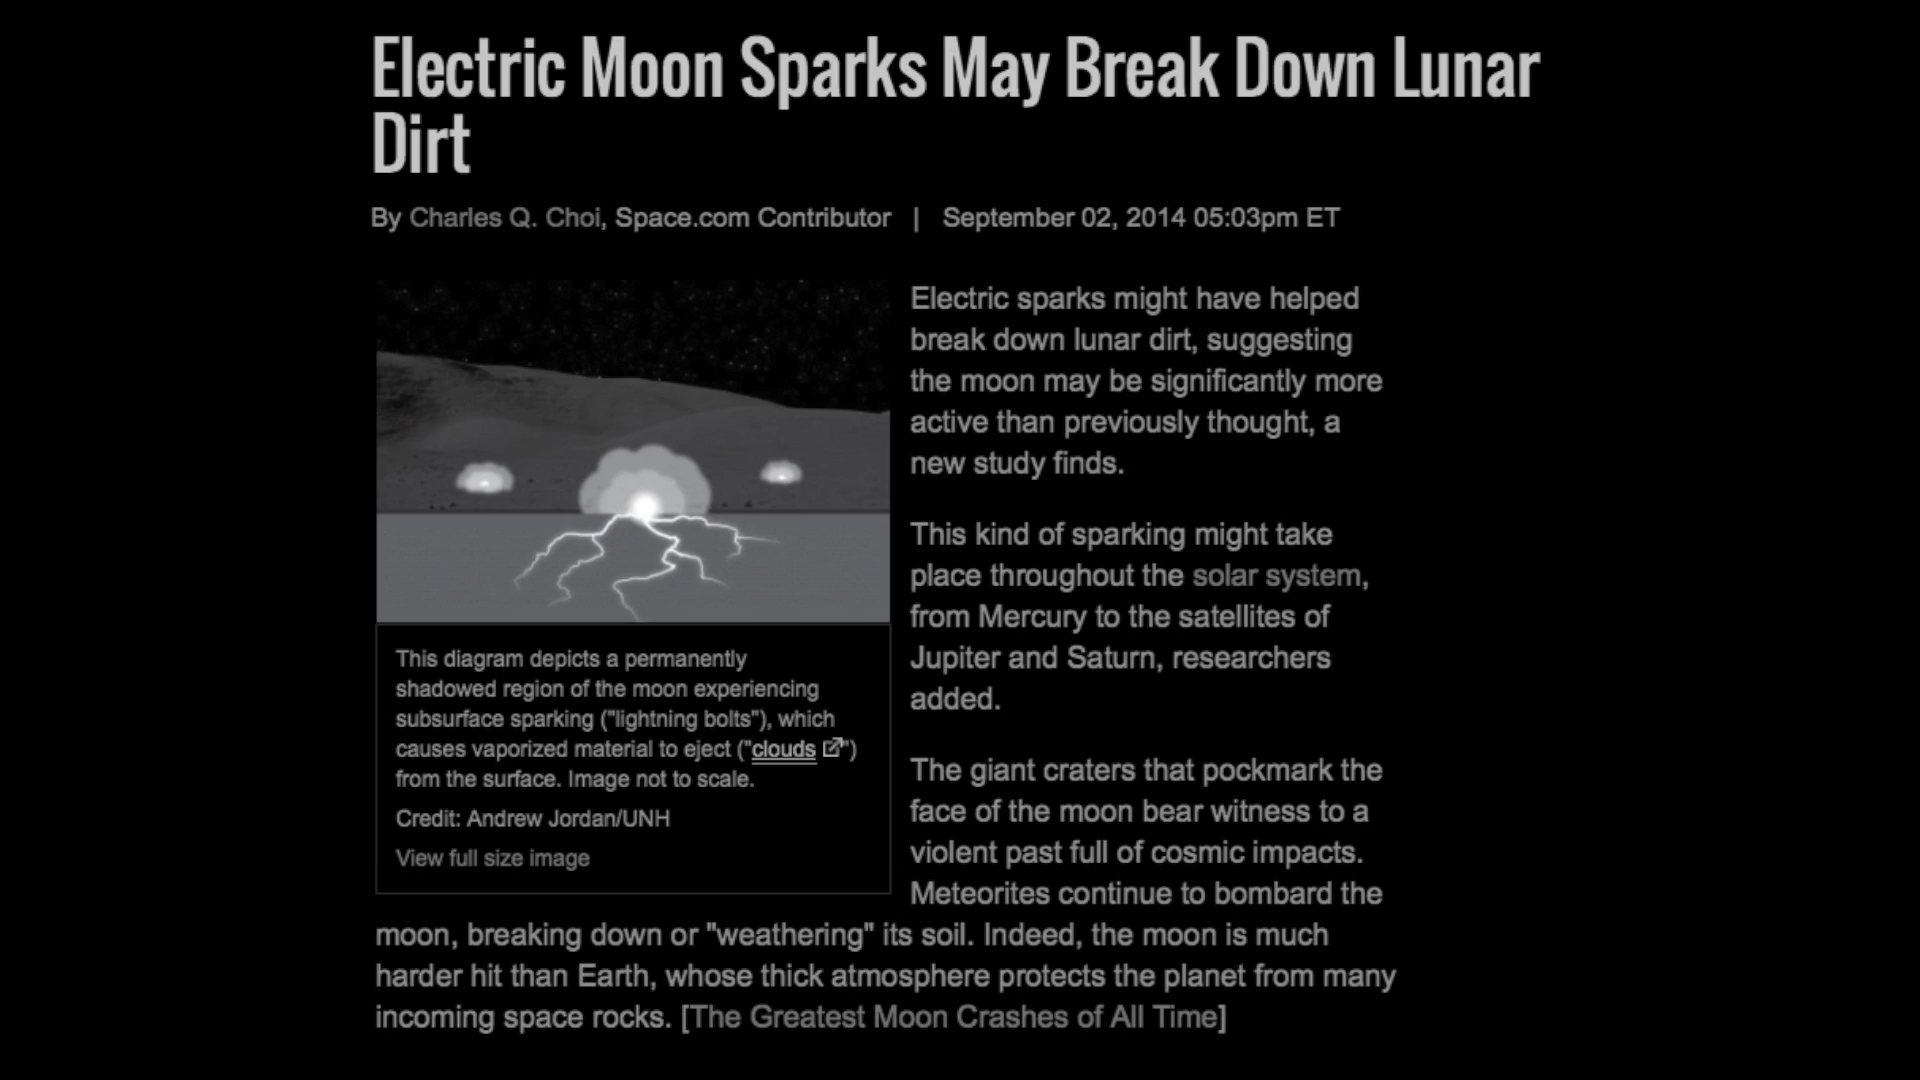 Electric Moon Sparks May Break Down Lunar
Dirt
By Charles Q. Choi, Space.com Contributor | September 02, 2014 05:03pm ET
This diagram depicts a permanently
shadowed region of the moon experiencing
subsurface sparking ("lightning bolts"), which
causes vaporized material to eject ("clouds")
from the surface. Image not to scale.
Credit: Andrew Jordan/UNH
View full size image
Electric sparks might have helped
break down lunar dirt, suggesting
the moon may be significantly more
active than previously thought, a
new study finds.
This kind of sparking might take
place throughout the solar system,
from Mercury to the satellites of
Jupiter and Saturn, researchers
added.
The giant craters that pockmark the
face of the moon bear witness to a
violent past full of cosmic impacts.
Meteorites continue to bombard the
moon, breaking down or "weathering" its soil. Indeed, the moon is much
harder hit than Earth, whose thick atmosphere protects the planet from many
incoming space rocks. [The Greatest Moon Crashes of All Time]